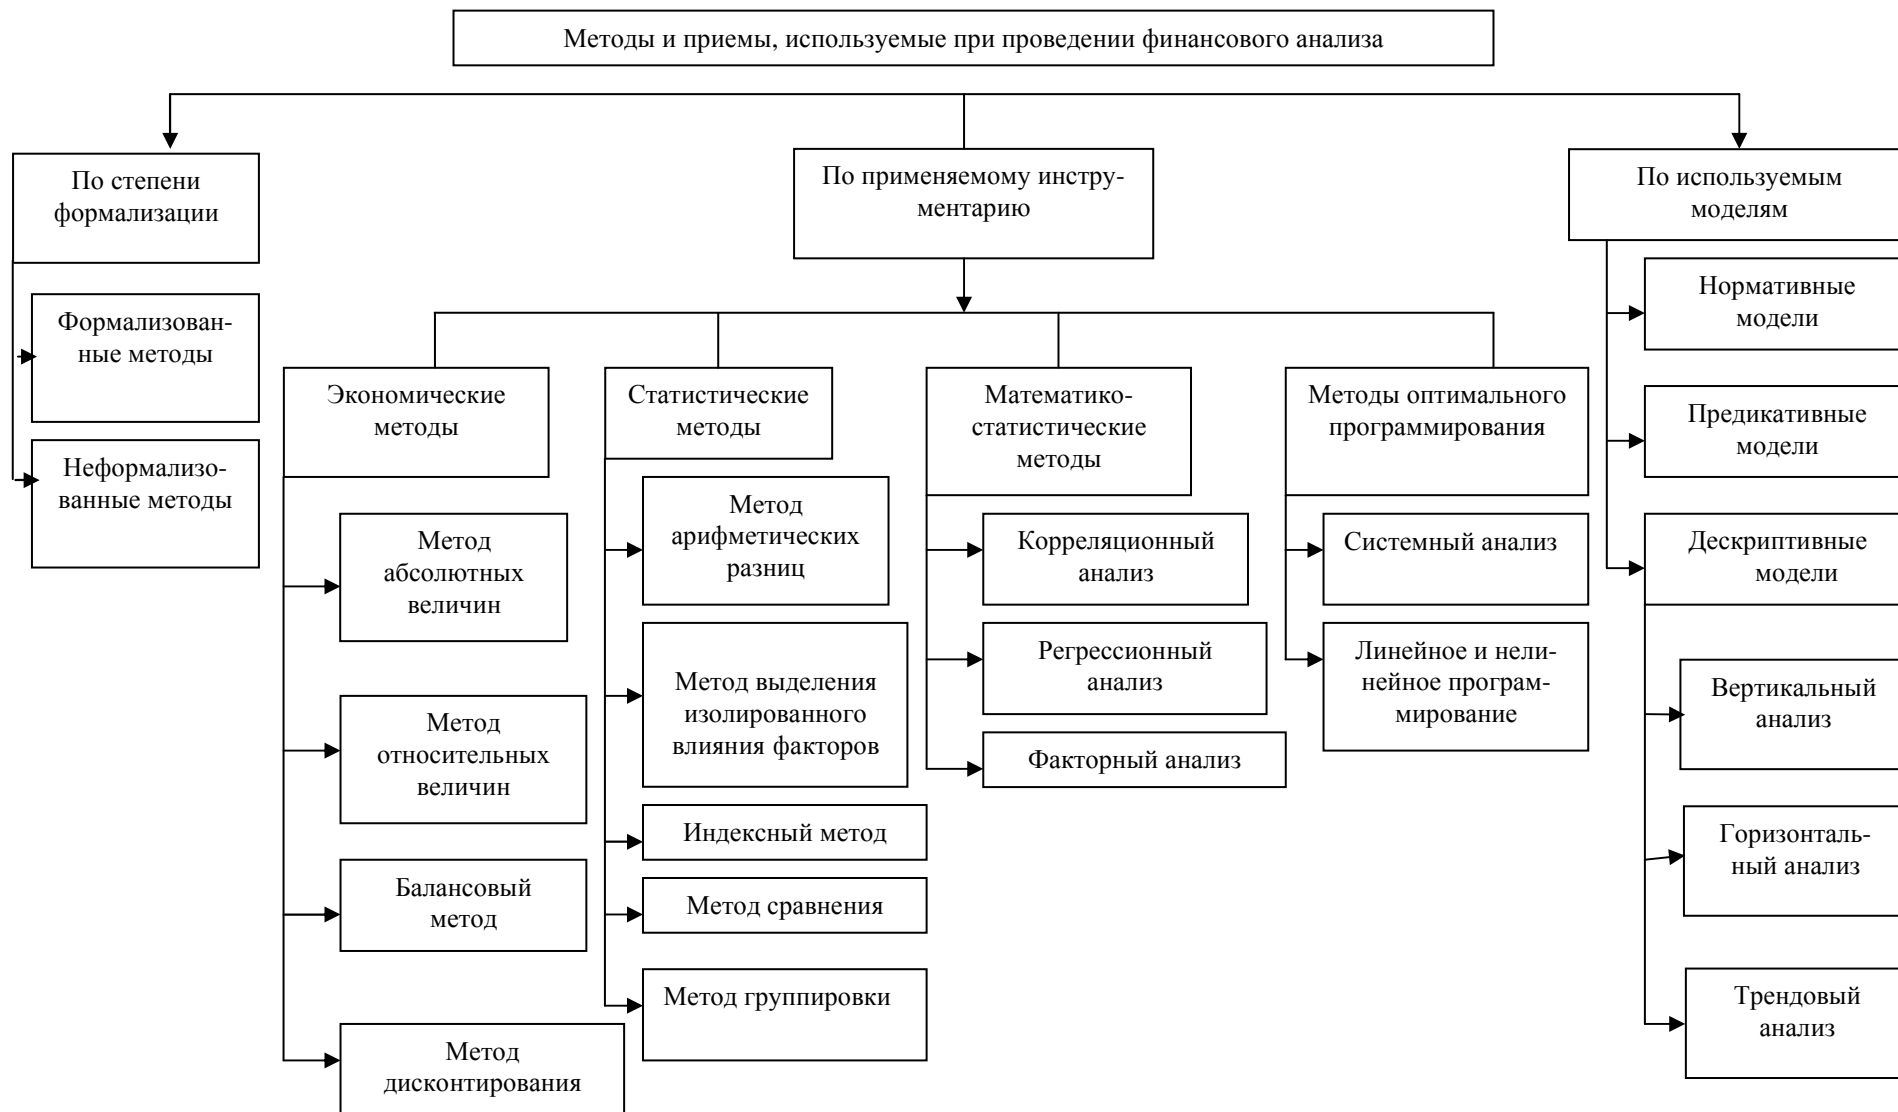 Методы и приемы, используемые при проведении финансового анализа
По степени
формализации
Формализован-
ные методы
Неформализо-
ванные методы
По применяемому инстру-
ментарию
Экономические
методы
Метод
абсолютных
величин
Метод
относительных
величин
Балансовый
метод
Метод
дисконтирования
Статистические
методы
Метод
арифметических
разниц
Метод выделения
изолированного
влияния факторов
Индексный метод
Метод сравнения
Метод группировки
Математико-
статистические
методы
Корреляционный
анализ
Регрессионный
анализ
Факторный анализ
Методы оптимального
программирования
Системный анализ
Линейное и нели-
нейное програм-
мирование
По используемым
моделям
Нормативные
модели
Предикативные
модели
Дескриптивные
модели
Вертикальный
анализ
Горизонталь-
ный анализ
Трендовый
анализ